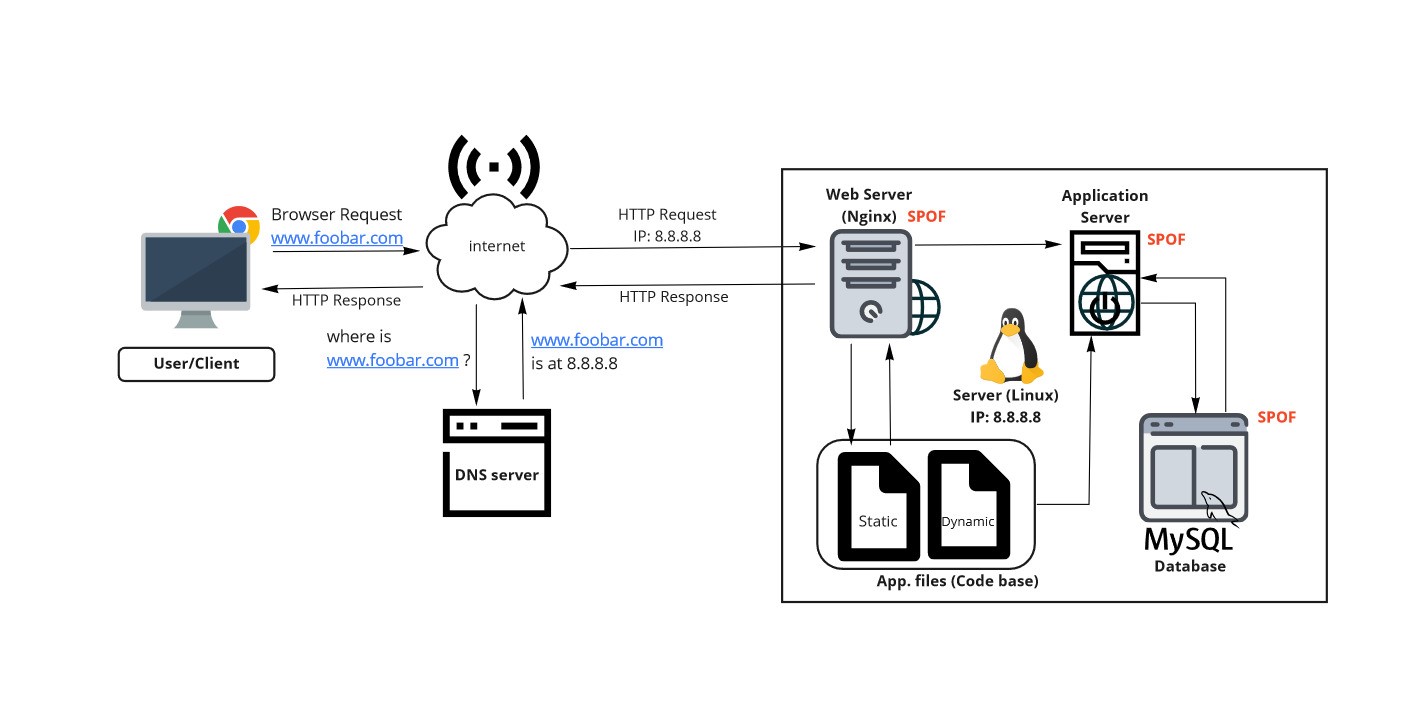 Browser Request
www.foobar.com
HTTP Response
User/Client
internet
where is
www.foobar.com ?
www.foobar.com
is at 8.8.8.8
DNS server
HTTP Request
IP: 8.8.8.8
HTTP Response
Web Server
(Nginx) SPOF
Application
Server
SPOF
Server (Linux)
IP: 8.8.8.8
Static
Dynamic
App. files (Code base)
SPOF
MySQL
Database